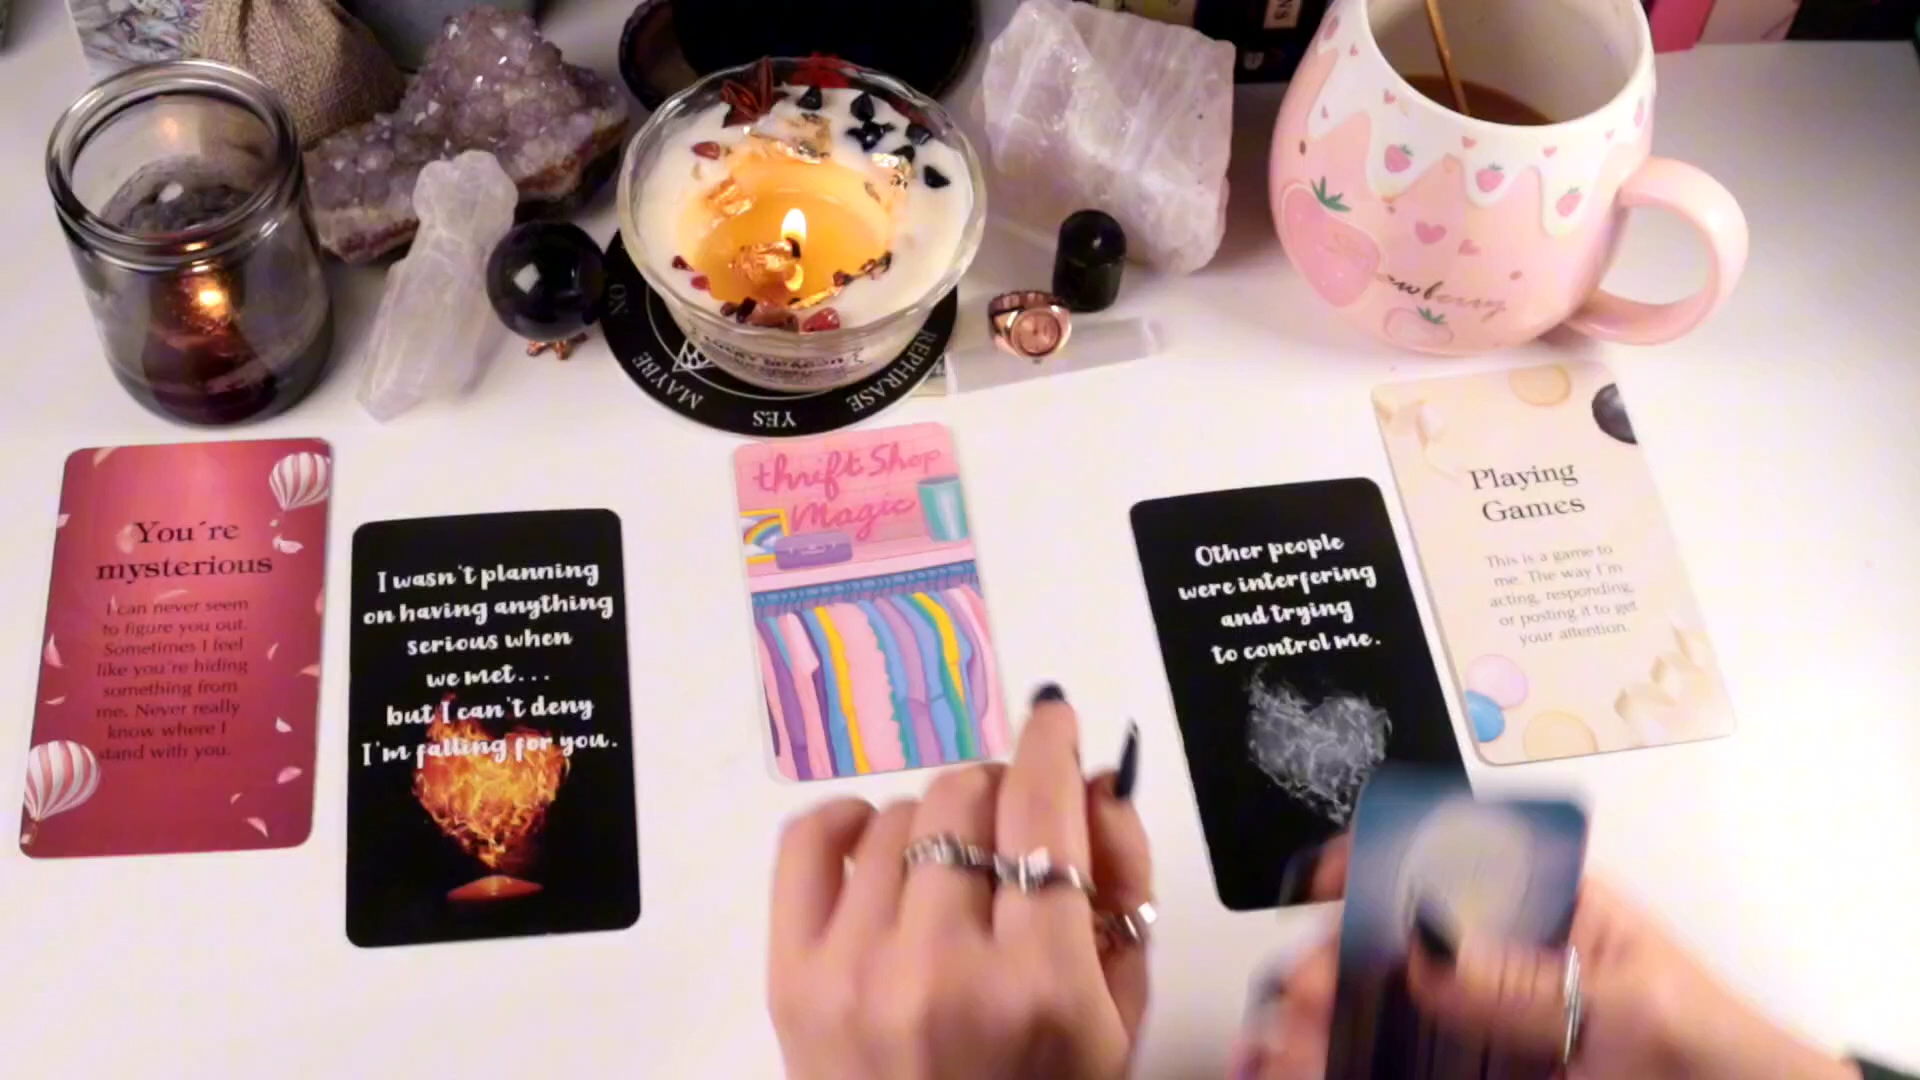 NO
MAYBE
YES
REPHRASE
You´re
mysterious
I can never seem
to figure you out.
Sometimes I feel
like you´re hiding
something from
me. Never really
know where I
stand with you.
I wasn't planning
on having anything
serious when
we met...
but I can't deny
I'm falling for you.
thrift Shop
Magic
Other people
were interfering
and trying
to control me.
Playing
Games
This is a game to
me. The way I'm
acting, responding,
or posting it to get
your attention.